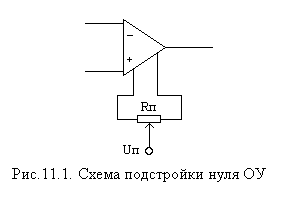 −
+
Rп
Uп
Рис.11.1. Схема подстройки нуля ОУ